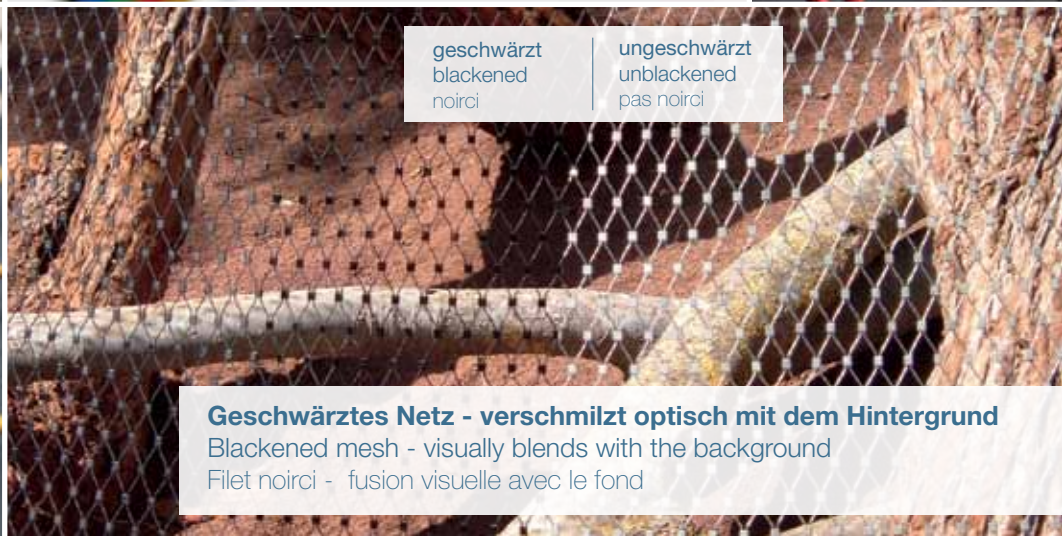 geschwärzt
blackened
noirci
ungeschwärzt
unblackened
pas noirci
Geschwärztes Netz - verschmilzt optisch mit dem Hintergrund
Blackened mesh - visually blends with the background
Filet noirci - fusion visuelle avec le fond